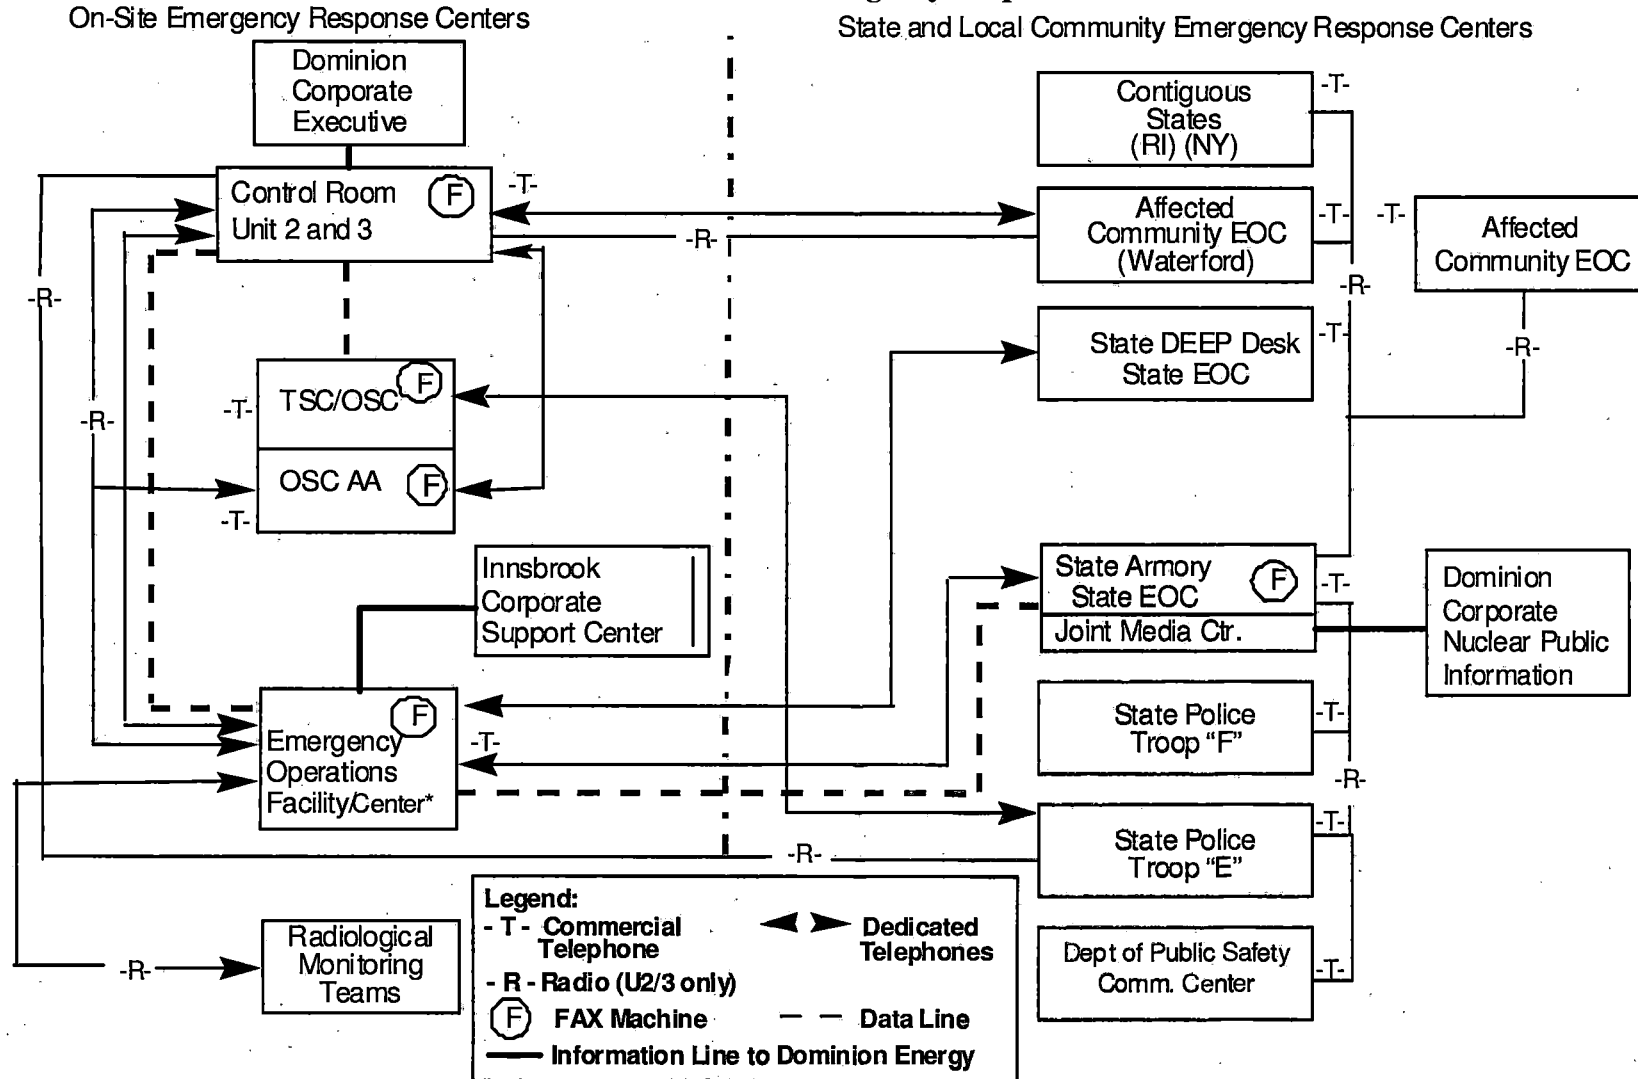 On-Site Emergency Response Centers
State and Local Community Emergency Response Centers
Dominion
Corporate
Executive
Control Room
Unit 2 and 3
F
-T-
-R-
-R-
-R-
TSC/OSC
F
-T-
OSC AA
F
-T-
Innsbrook
Corporate
Support Center
F
Emergency
Operations
Facility/Center*
-T-
-R-
Radiological
Monitoring
Teams
-R-
Contiguous
States
(RI) (NY)
-T-
Affected
Community EOC
(Waterford)
-T-
-R-
-T-
Affected
Community EOC
-R-
State DEEP Desk
State EOC
-T-
State Armory
State EOC
F
-T-
Joint Media Ctr.
Dominion
Corporate
Nuclear Public
Information
State Police
Troop “F”
-T-
-R-
State Police
Troop “E”
-T-
Dept of Public Safety
Comm. Center
-T-
Legend:
- T - Commercial
Telephone
Dedicated
Telephones
- R - Radio (U2/3 only)
F FAX Machine
Data Line
Information Line to Dominion Energy